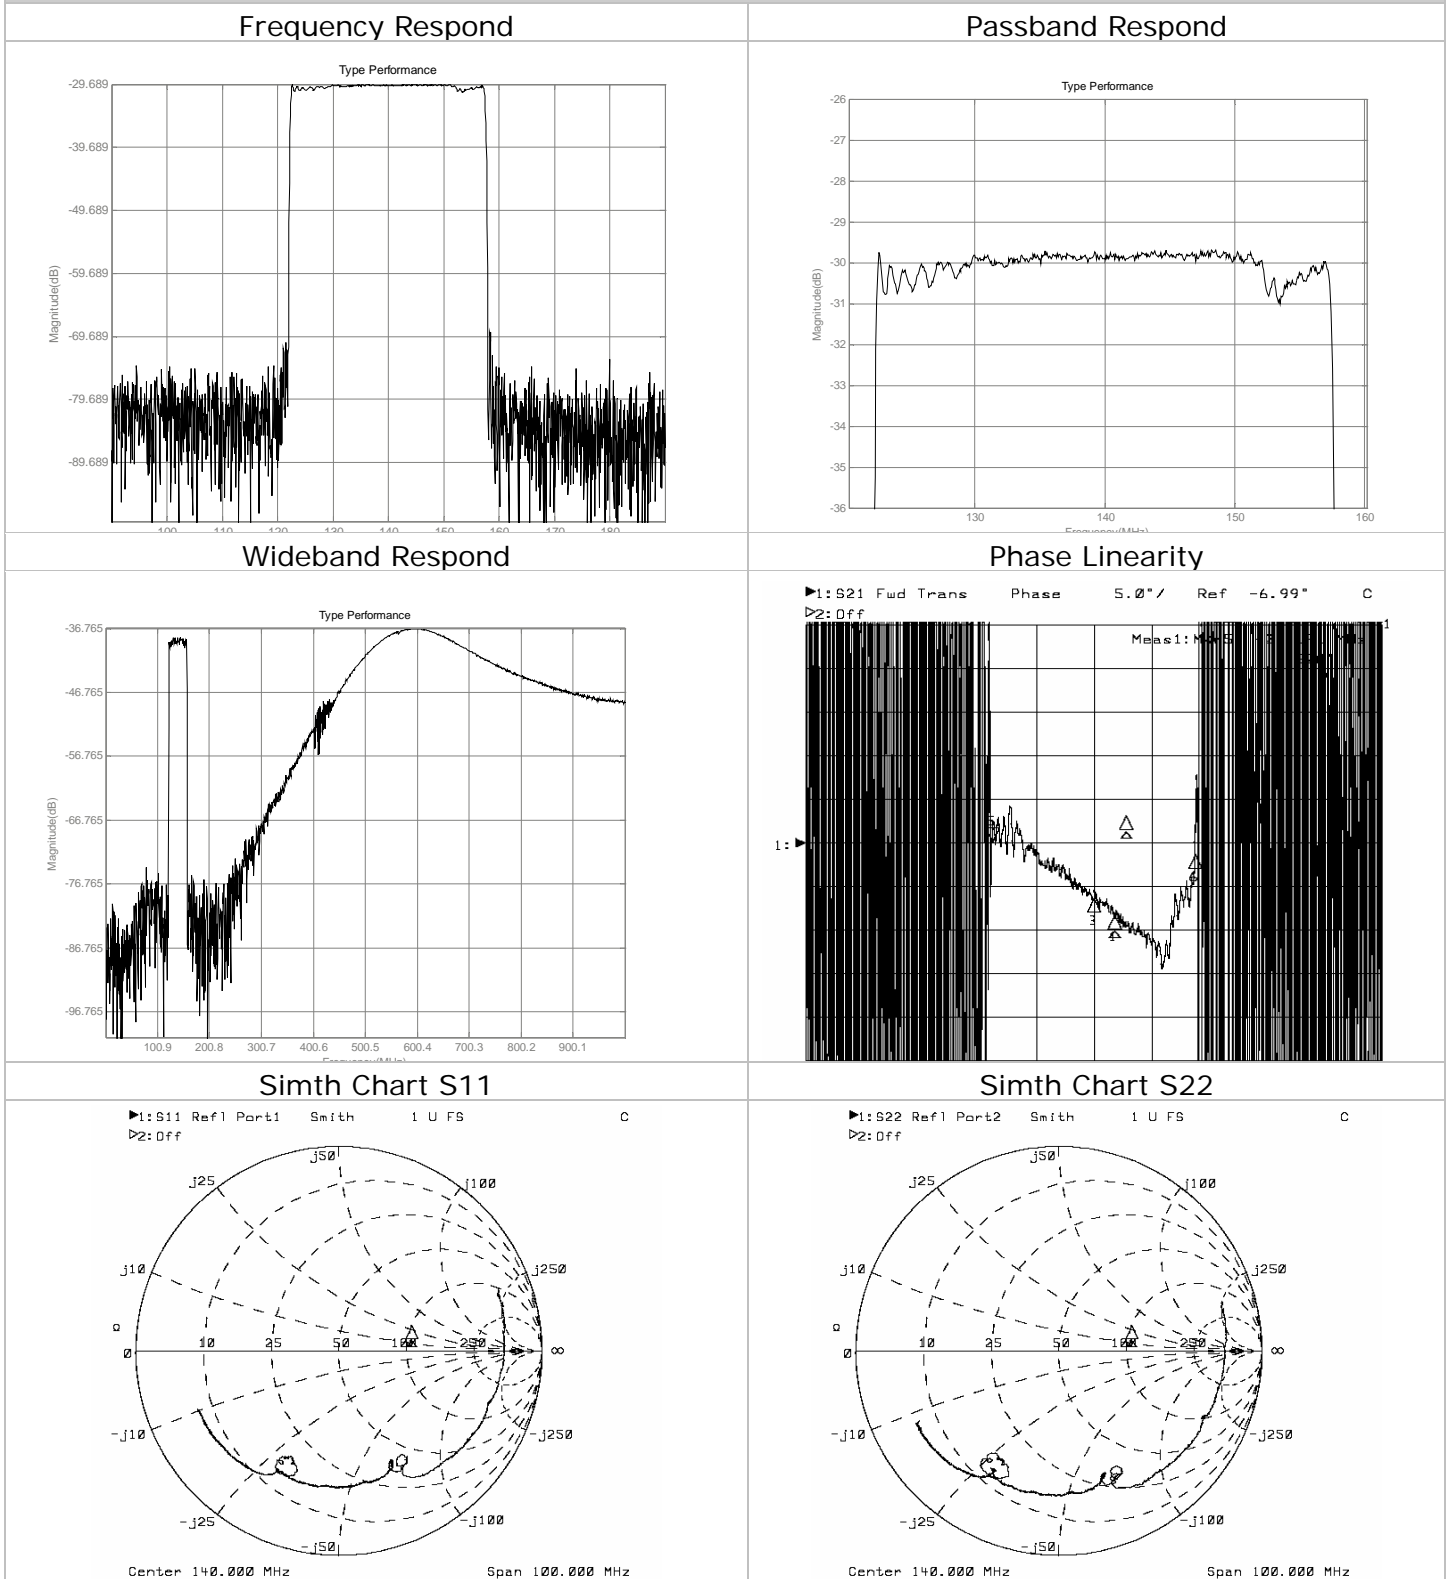 Frequency Respond
Passband Respond
Type Performance
-29.689
-39.689
-49.689
-59.689
-69.689
-79.689
-89.689
Magnitude(dB)
100 110 120 130 140 150 160 170 180
Type Performance
-26
-27
-28
-29
-30
-31
-32
-33
-34
-35
-36
Magnitude(dB)
130 140 150 160
Frequency(MHz)
Wideband Respond
Phase Linearity
Type Performance
-36.765
-46.765
-56.765
-66.765
-76.765
-86.765
-96.765
Magnitude(dB)
100.9 200.8 300.7 400.6 500.5 600.4 700.3 800.2 900.1
Frequency(MHz)
1:S21 Fwd Trans Phase 5.0°/ Ref -6.99° C
2:Off
Meas1:
1
1:
3
Simth Chart S11
Simth Chart S22
1:S11 Refl Port1 Smith 1 U FS C
2:Off
j50
j25
j100
j10
j250
Ω
0 10 25 50 250 ∞
-j10
-j250
-j25
-j100
-j50
Center 140.000 MHz Span 100.000 MHz
1:S22 Refl Port2 Smith 1 U FS C
2:Off
j50
j25
j100
j10
j250
Ω
0 10 25 50 250 ∞
-j10
-j250
-j25
-j100
-j50
Center 140.000 MHz Span 100.000 MHz